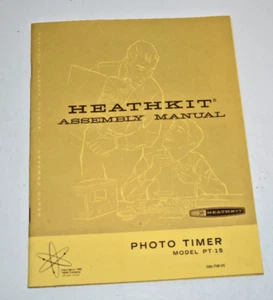 HEATHKIT®
ASSEMBLY MANUAL
HEATHKIT
PHOTO TIMER
MODEL PT-15